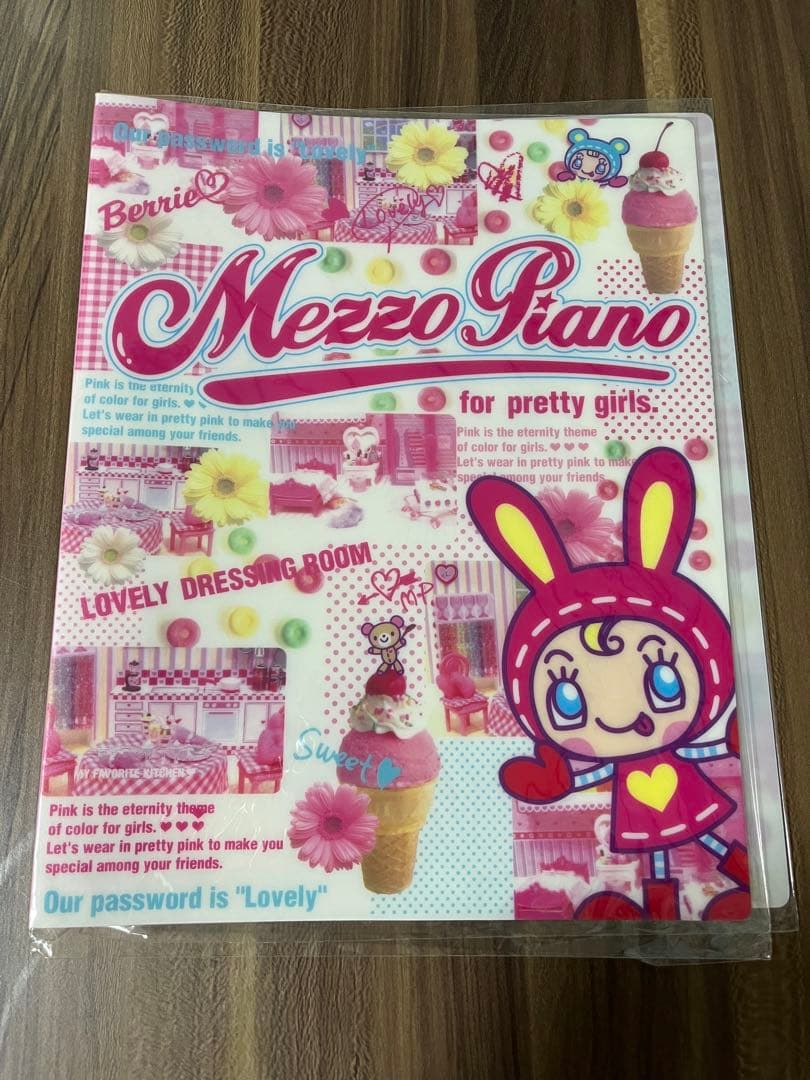 Our password is "Lovely"
Berrie
Lovely
Mezzo Piano
for pretty girls.
Pink is the eternity
of color for girls. ♥ ♥
Let's wear in pretty pink to make you
special among your friends.
Pink is the eternity theme
of color for girls. ♥ ♥ ♥
Let's wear in pretty pink to make
special among your friends.
LOVELY DRESSING ROOM
M.P.
Sweet
MY FAVORITE KITCHEN
Pink is the eternity theme
of color for girls. ♥ ♥ ♥
Let's wear in pretty pink to make you
special among your friends.
Our password is "Lovely"